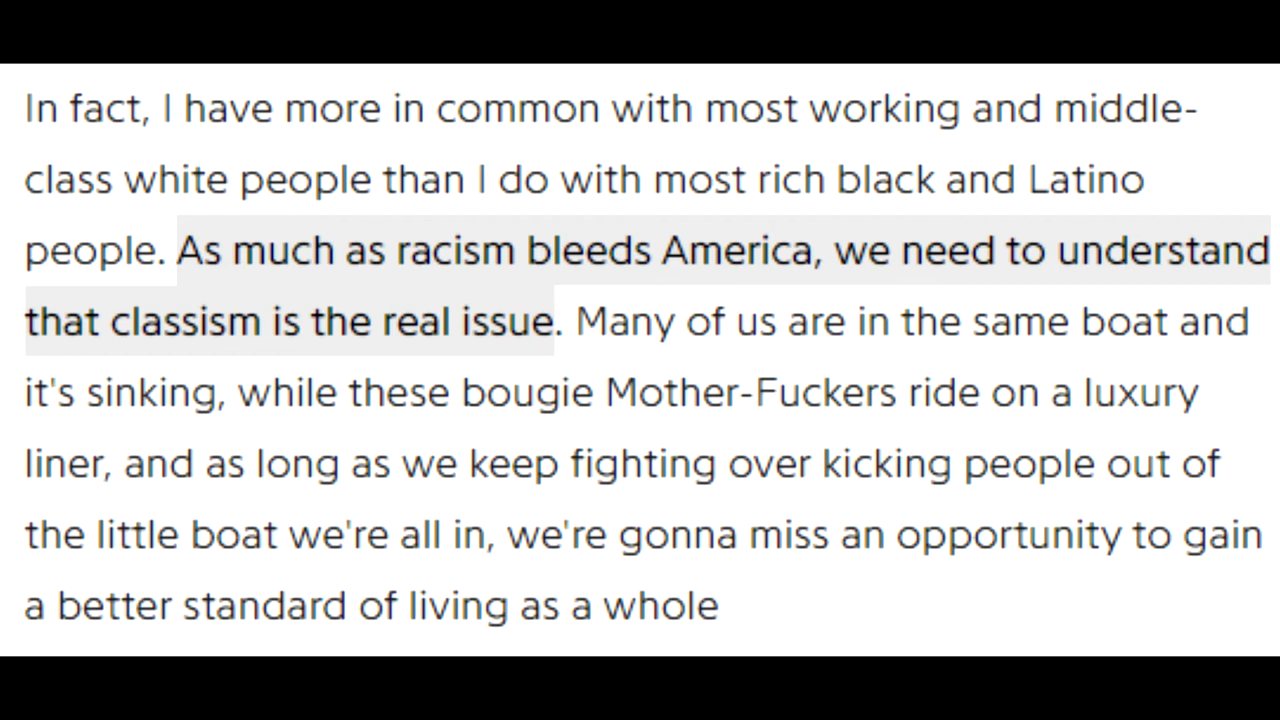 In fact, I have more in common with most working and middle-
class white people than I do with most rich black and Latino
people. As much as racism bleeds America, we need to understand
that classism is the real issue. Many of us are in the same boat and
it's sinking, while these bougie Mother-Fuckers ride on a luxury
liner, and as long as we keep fighting over kicking people out of
the little boat we're all in, we're gonna miss an opportunity to gain
a better standard of living as a whole